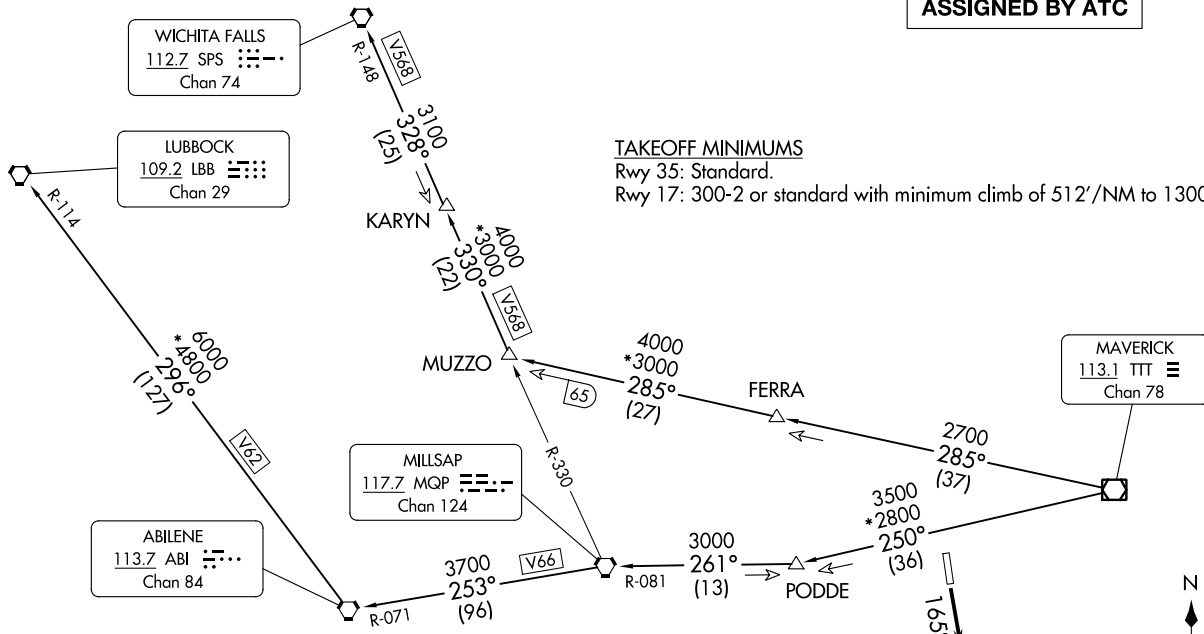 ASSIGNED BY ATC
WICHITA FALLS
112.7 SPS
Chan 74
R-148
V568
3100
328°
(25)
LUBBOCK
109.2 LBB
Chan 29
R-114
TAKEOFF MINIMUMS
Rwy 35: Standard.
Rwy 17: 300-2 or standard with minimum climb of 512'/NM to 1300
KARYN
4000
*3000
330°
(22)
V568
6000
*4800
296°
(127)
V62
MUZZO
65
4000
*3000
285°
(27)
FERRA
MAVERICK
113.1 TTT
Chan 78
2700
285°
(37)
R-330
MILLSAP
117.7 MQP
Chan 124
3500
*2800
250°
(36)
ABILENE
113.7 ABI
Chan 84
R-071
3700
253°
(96)
V66
R-081
3000
261°
(13)
PODDE
165°
N